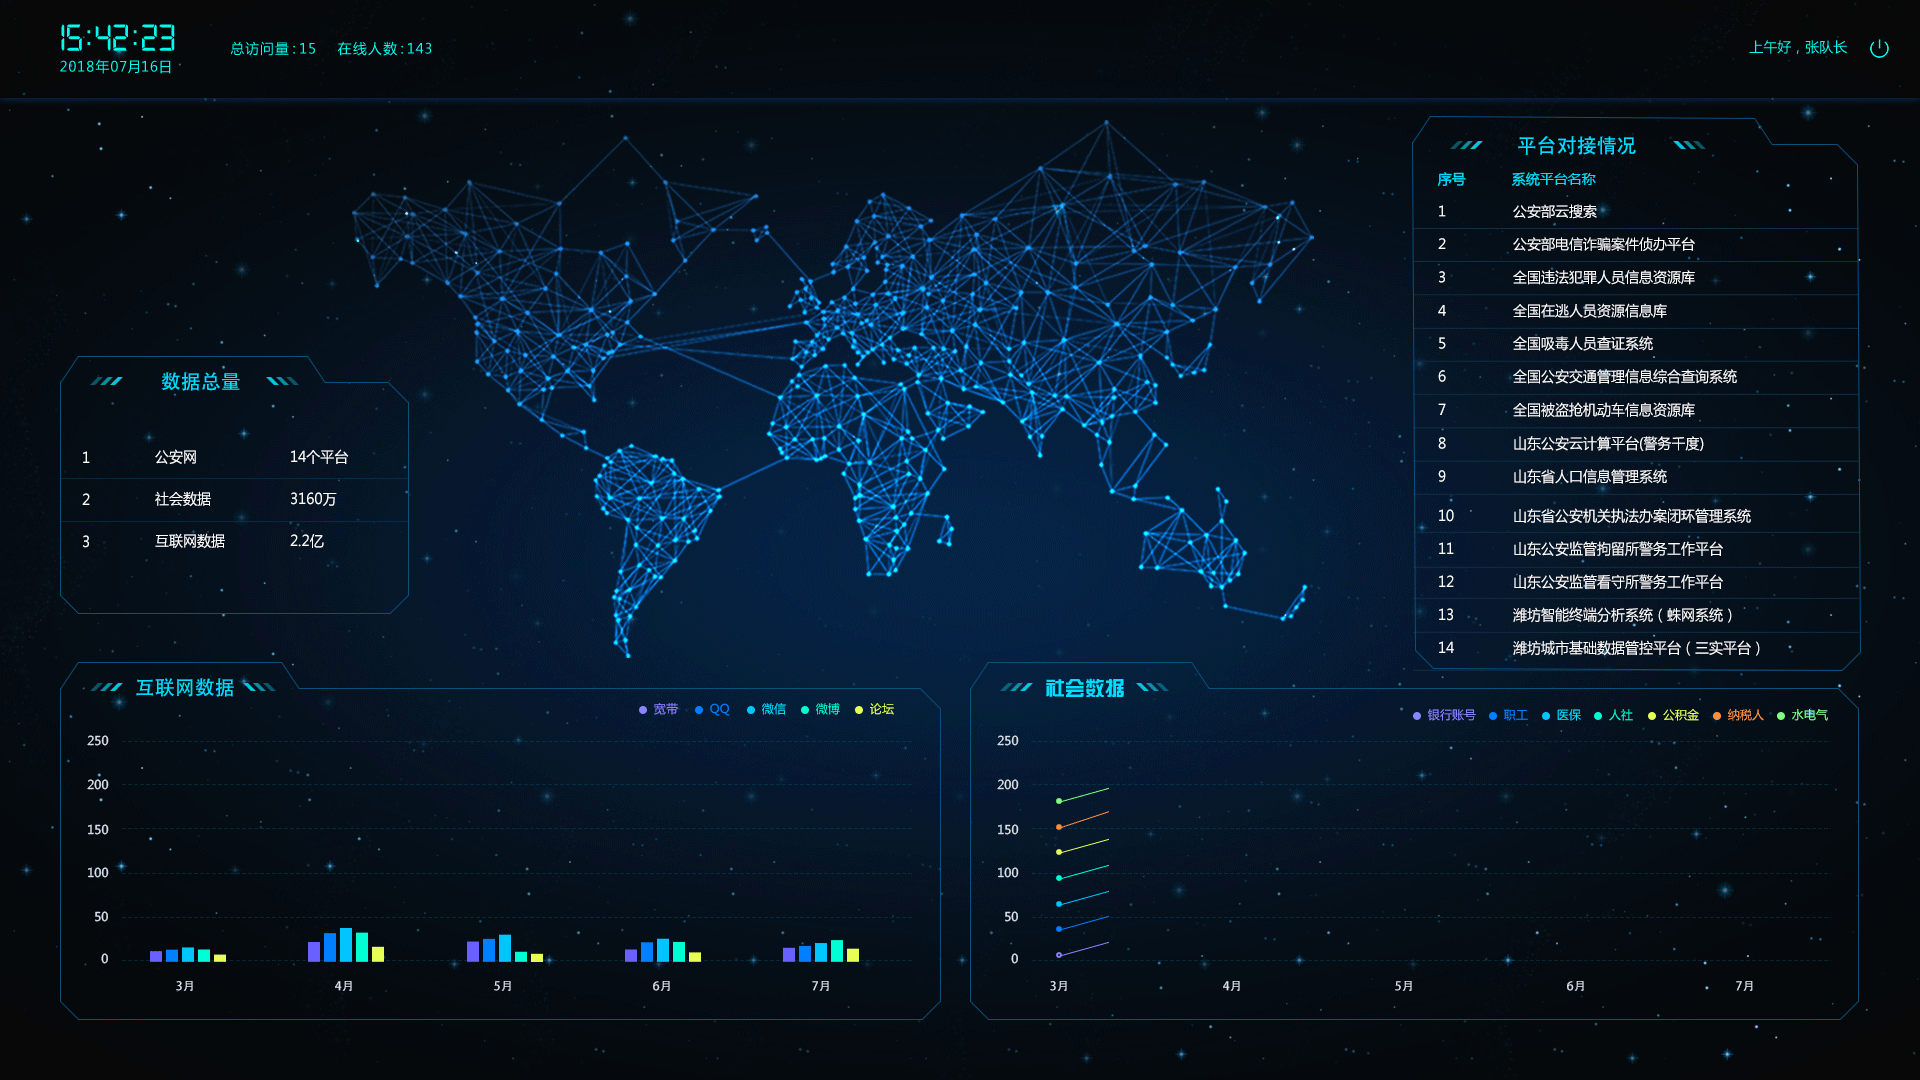 15:42:23
2018年07月16日
总访问量:15 在线人数:143
上午好，张队长
平台对接情况
序号 系统平台名称
1 公安部云搜索
2 公安部电信诈骗案件侦办平台
3 全国违法犯罪人员信息资源库
4 全国在逃人员资源信息库
5 全国吸毒人员查证系统
6 全国公安交通管理信息综合查询系统
7 全国被盗抢机动车信息资源库
8 山东公安云计算平台(警务千度)
9 山东省人口信息管理系统
10 山东省公安机关执法办案闭环管理系统
11 山东公安监管拘留所警务工作平台
12 山东公安监管看守所警务工作平台
13 潍坊智能终端分析系统（蛛网系统）
14 潍坊城市基础数据管控平台（三实平台）
数据总量
1 公安网 14个平台
2 社会数据 3160万
3 互联网数据 2.2亿
互联网数据
宽带 QQ 微信 微博 论坛
250
200
150
100
50
0
3月 4月 5月 6月 7月
社会数据
银行账号 职工 医保 人社 公积金 纳税人 水电气
250
200
150
100
50
0
3月 4月 5月 6月 7月